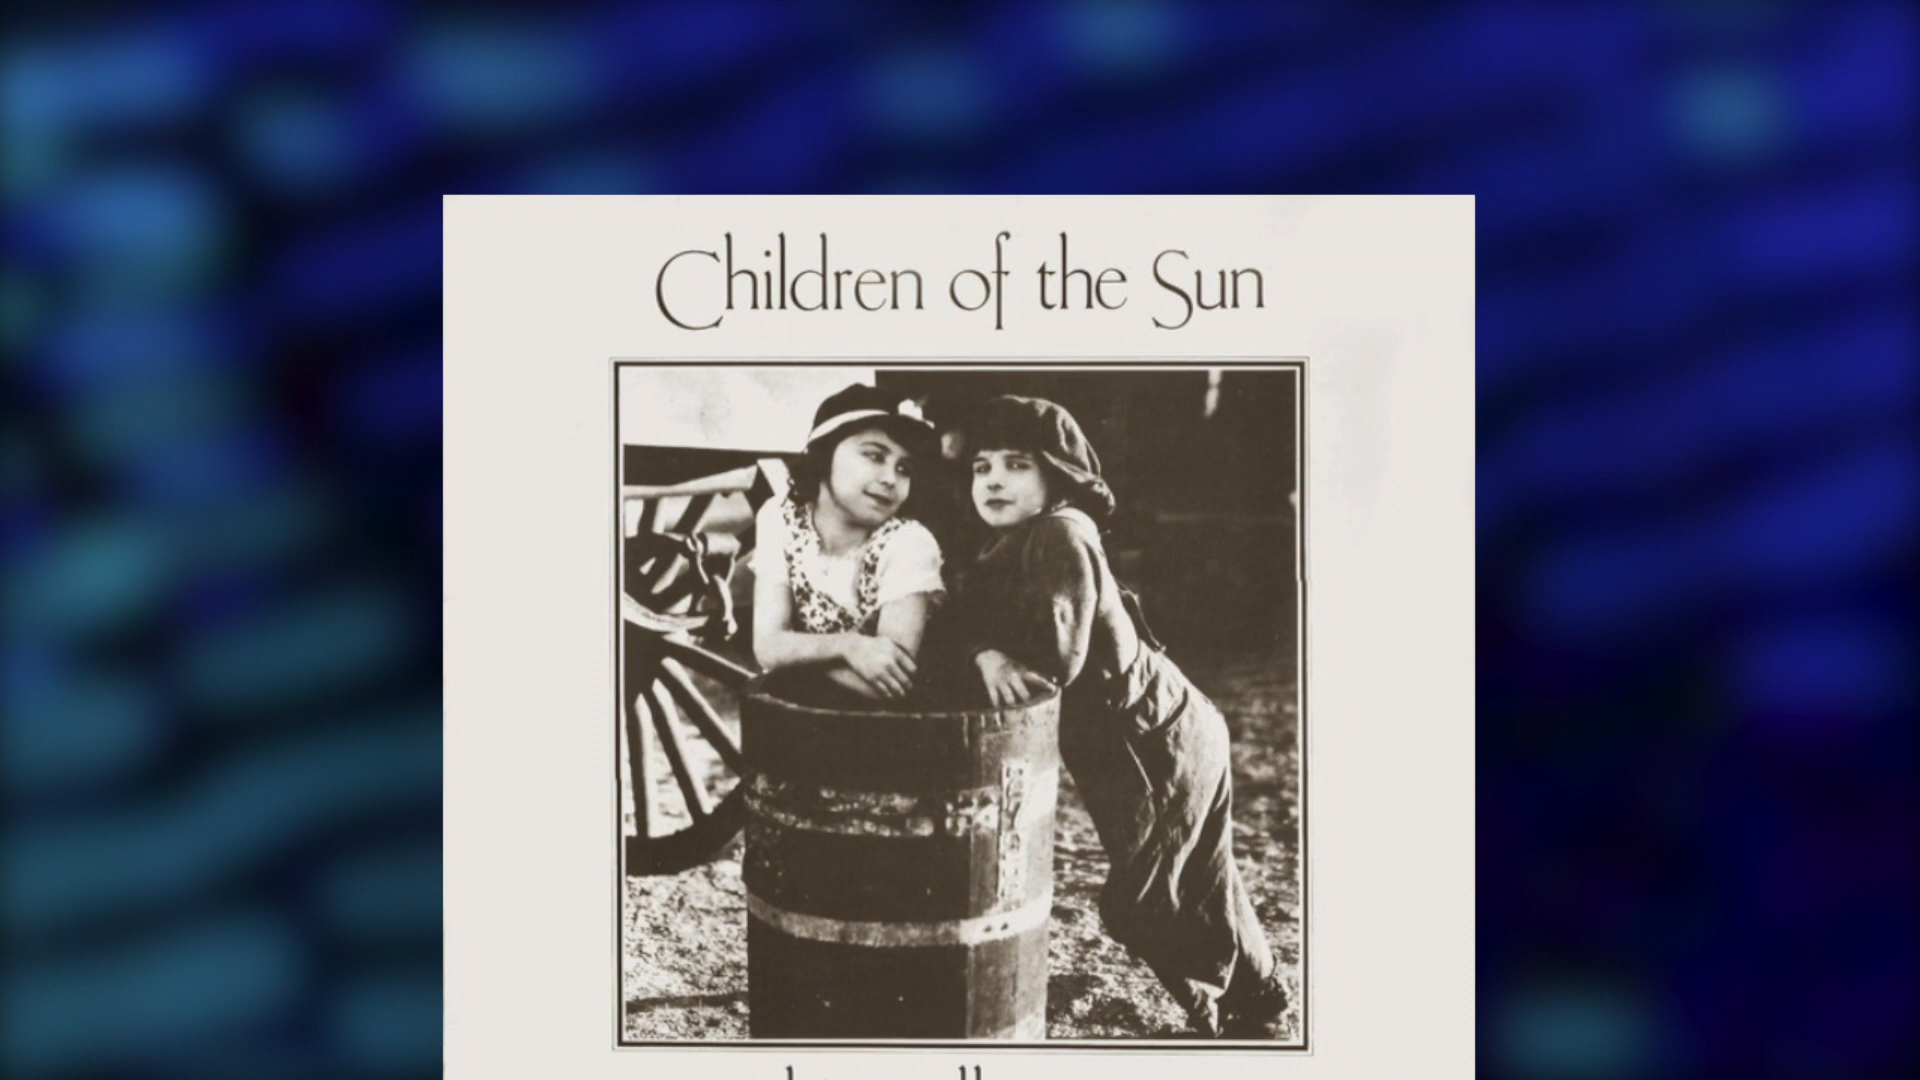 Children of the Sun